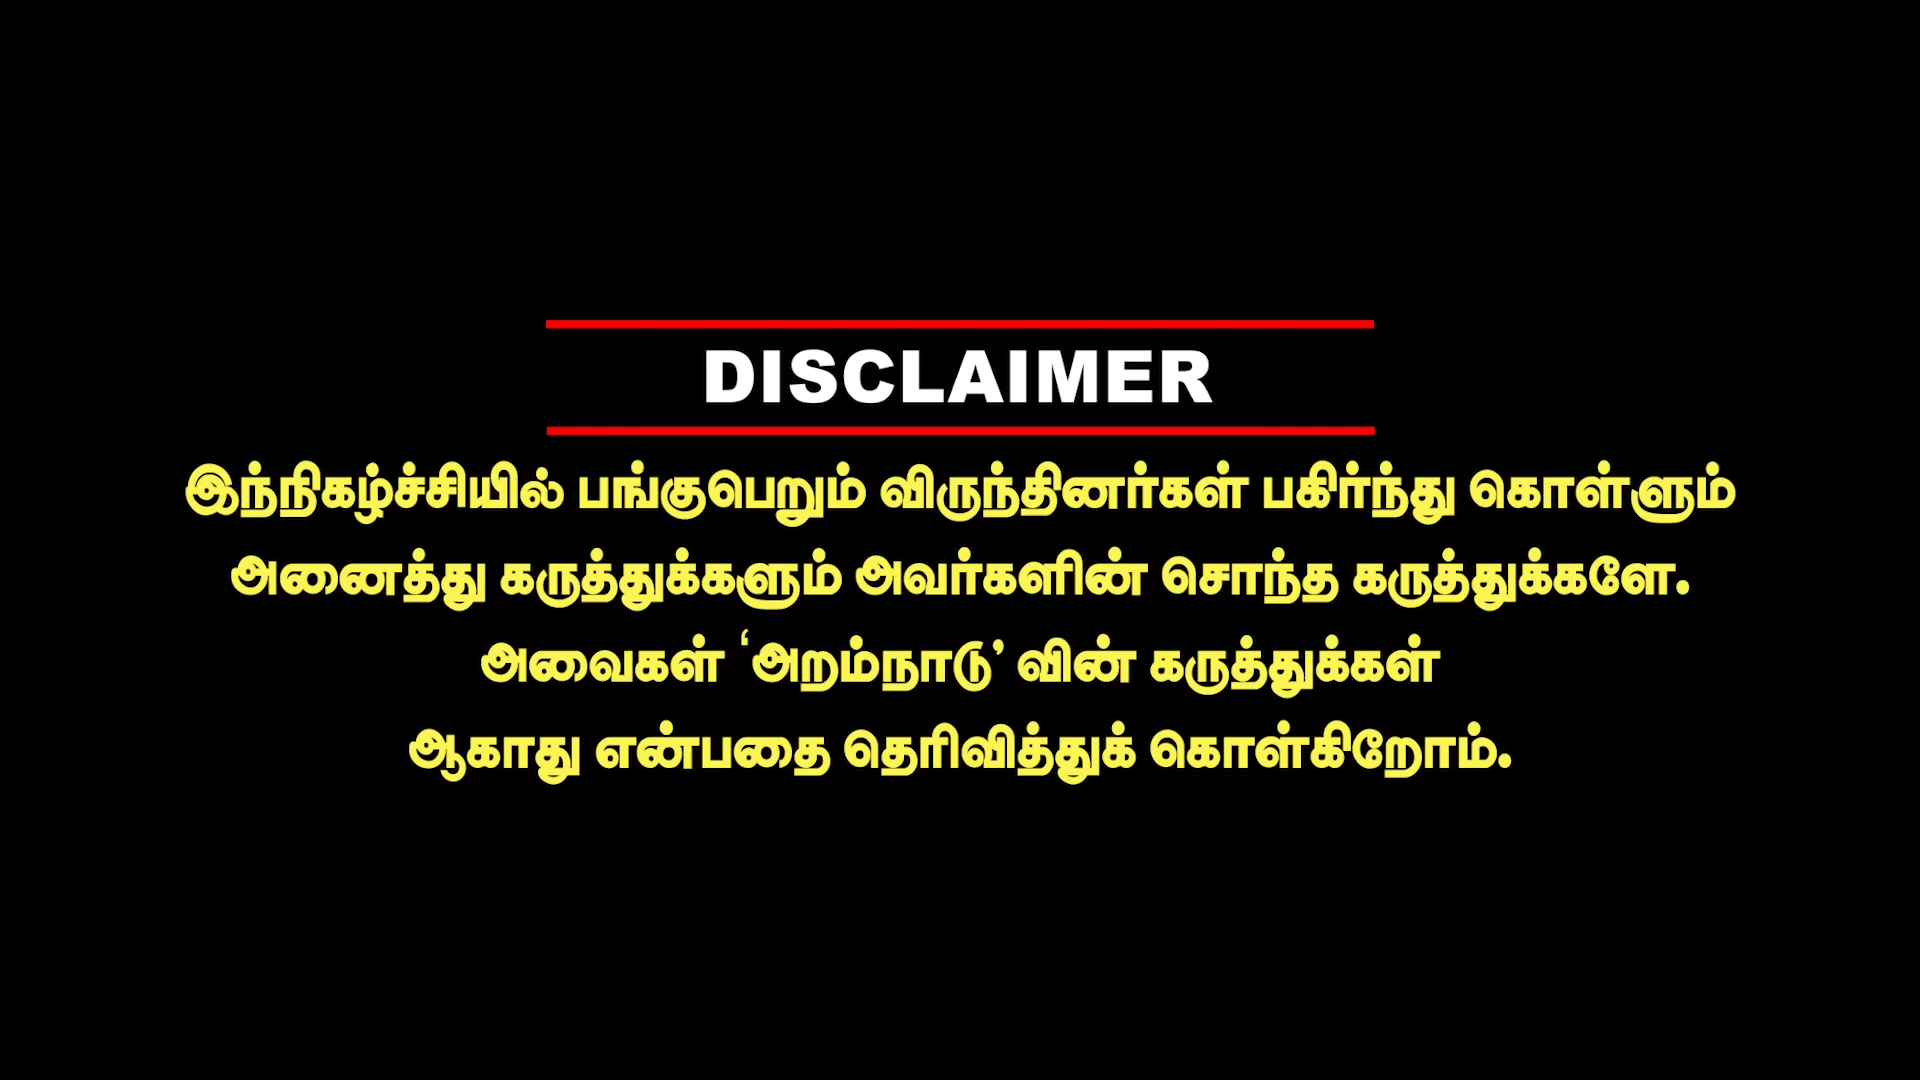 DISCLAIMER
இந்நிகழ்ச்சியில் பங்குபெறும் விருந்தினர்கள் பகிர்ந்து கொள்ளும்
அனைத்து கருத்துக்களும் அவர்களின் சொந்த கருத்துக்களே.
அவைகள் ‘அறம்நாடு’ வின் கருத்துக்கள்
ஆகாது என்பதை தெரிவித்துக் கொள்கிறோம்.